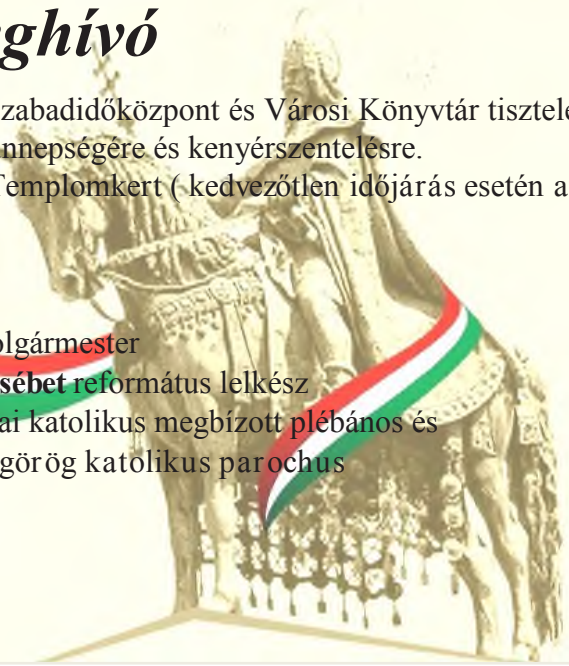 ghívó
zabadidőközpont és Városi Könyvtár tisztele
nnepségére és kenyérszentelésre.
Templomkert ( kedvezőtlen időjárás esetén a
olgármester
sébet református lelkész
ai katolikus megbízott plébános és
görög katolikus parochus